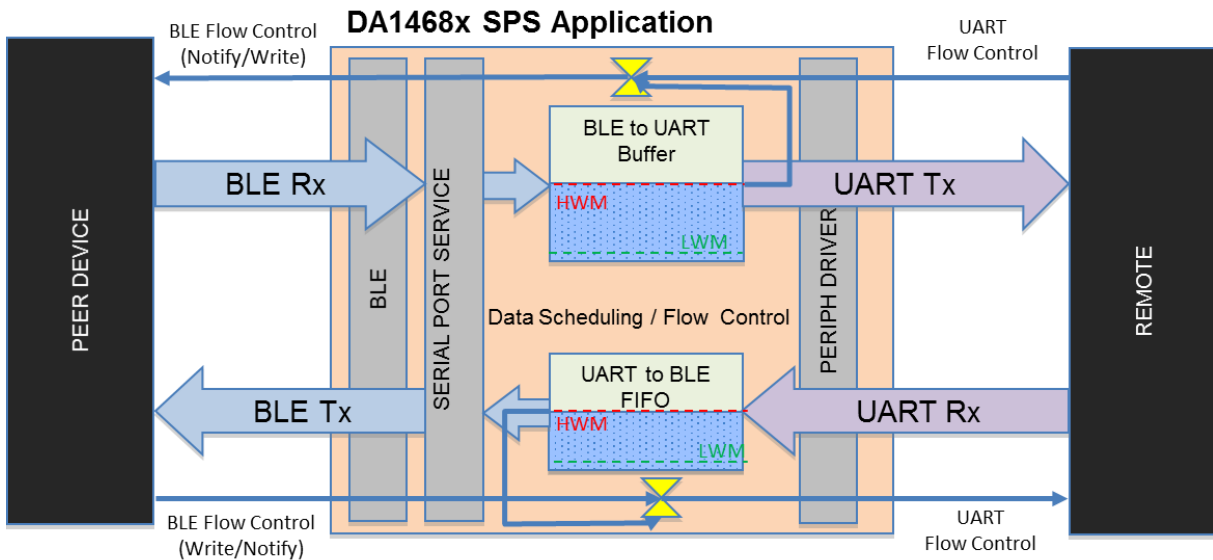 DA1468x SPS Application
BLE Flow Control
(Notify/Write)
UART
Flow Control
PEER DEVICE
BLE
SERIAL PORT SERVICE
PERIPH DRIVER
REMOTE
BLE to UART
Buffer
HWM
LWM
BLE Rx
UART Tx
Data Scheduling / Flow Control
UART to BLE
FIFO
HWM
LWM
BLE Tx
UART Rx
BLE Flow Control
(Write/Notify)
UART
Flow Control